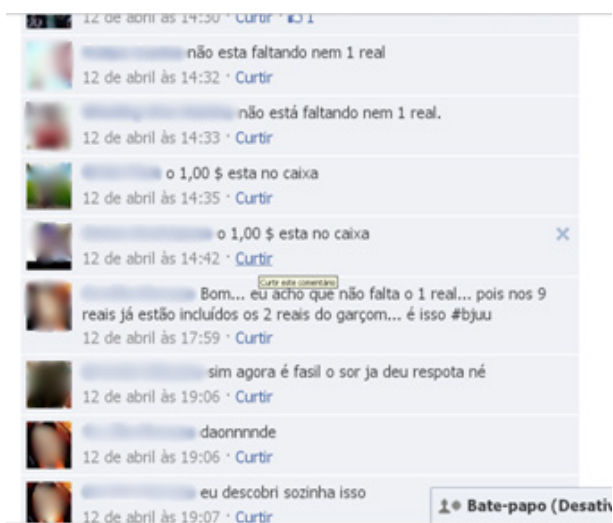 12 de abril às 14:30 · Curtir · 1
não esta faltando nem 1 real
12 de abril às 14:32 · Curtir
não está faltando nem 1 real.
12 de abril às 14:33 · Curtir
o 1,00 $ esta no caixa
12 de abril às 14:35 · Curtir
o 1,00 $ esta no caixa
12 de abril às 14:42 · Curtir
Curtir este comentário
Bom... eu acho que não falta o 1 real... pois nos 9
reais já estão incluídos os 2 reais do garçom... é isso #bjuu
12 de abril às 17:59 · Curtir
sim agora é fasil o sor ja deu respota né
12 de abril às 19:06 · Curtir
daonnnnde
12 de abril às 19:06 · Curtir
eu descobri sozinha isso
12 de abril às 19:07 · Curtir
Bate-papo (Desativ